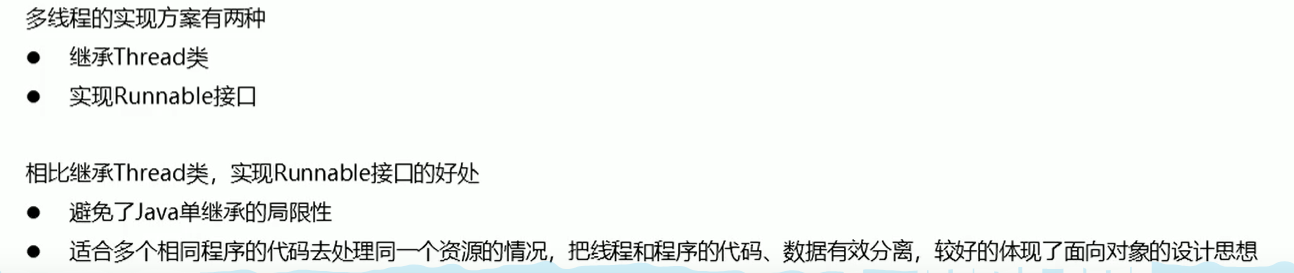 多线程的实现方案有两种
● 继承Thread类
● 实现Runnable接口
相比继承Thread类，实现Runnable接口的好处
● 避免了Java单继承的局限性
● 适合多个相同程序的代码去处理同一个资源的情况，把线程和程序的代码、数据有效分离，较好的体现了面向对象的设计思想